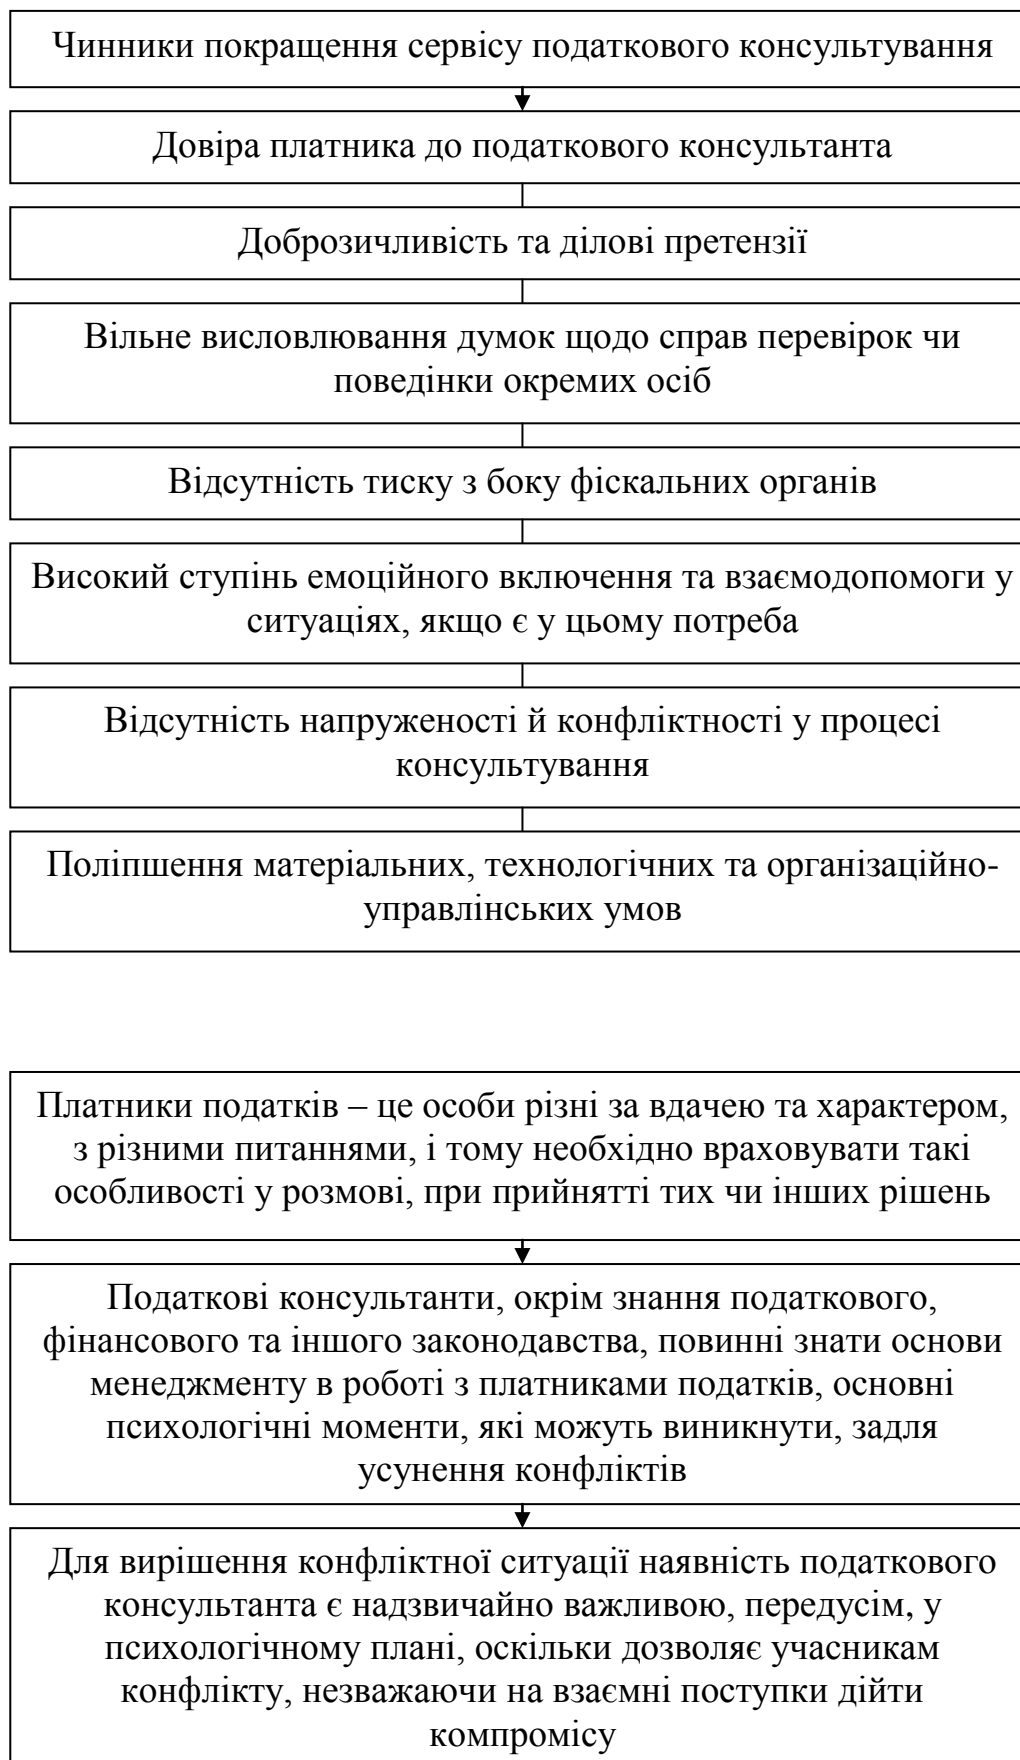 Чинники покращення сервісу податкового консультування
Довіра платника до податкового консультанта
Доброзичливість та ділові претензії
Вільне висловлювання думок щодо справ перевірок чи
поведінки окремих осіб
Відсутність тиску з боку фіскальних органів
Високий ступінь емоційного включення та взаємодопомоги у
ситуаціях, якщо є у цьому потреба
Відсутність напруженості й конфліктності у процесі
консультування
Поліпшення матеріальних, технологічних та організаційно-
управлінських умов
Платники податків – це особи різні за вдачею та характером,
з різними питаннями, і тому необхідно враховувати такі
особливості у розмові, при прийнятті тих чи інших рішень
Податкові консультанти, окрім знання податкового,
фінансового та іншого законодавства, повинні знати основи
менеджменту в роботі з платниками податків, основні
психологічні моменти, які можуть виникнути, задля
усунення конфліктів
Для вирішення конфліктної ситуації наявність податкового
консультанта є надзвичайно важливою, передусім, у
психологічному плані, оскільки дозволяє учасникам
конфлікту, незважаючи на взаємні поступки дійти
компромісу